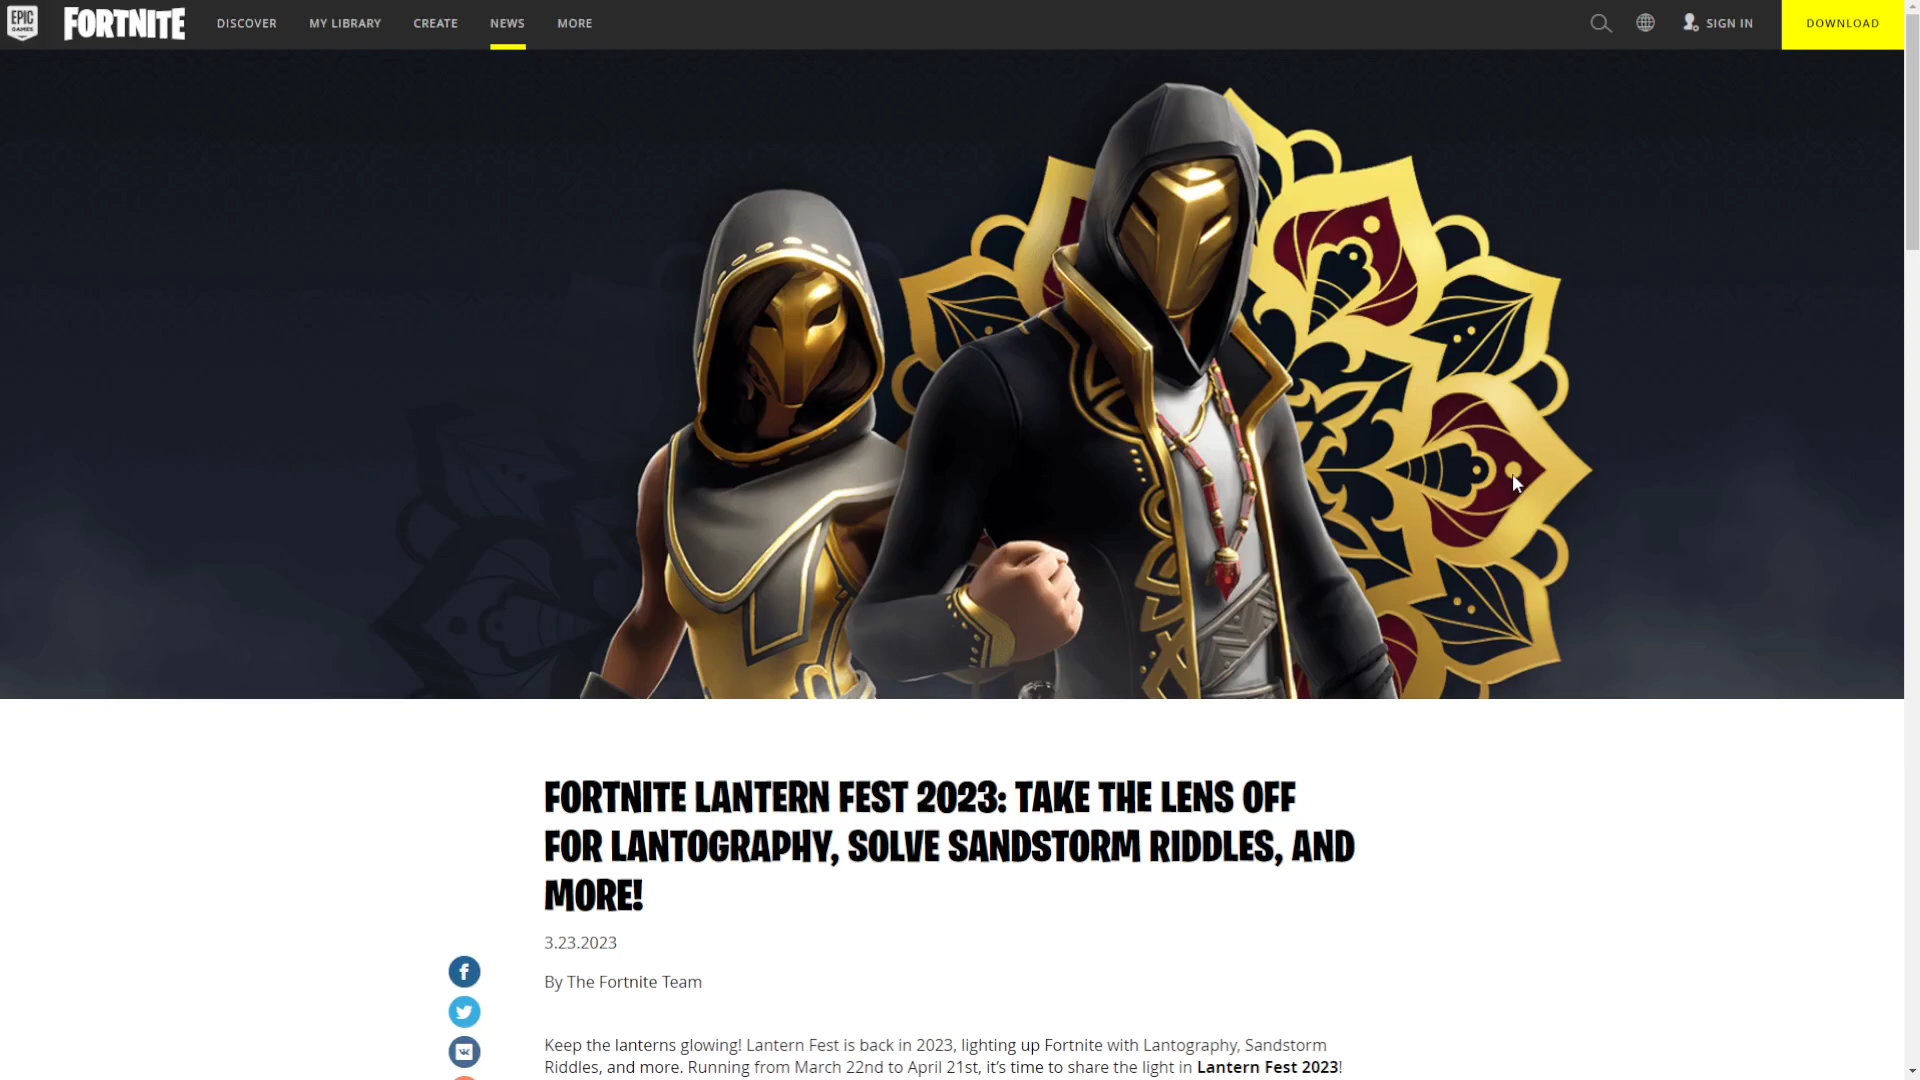 EPIC
GAMES
FORTNITE
DISCOVER
MY LIBRARY
CREATE
NEWS
MORE
SIGN IN
DOWNLOAD
FORTNITE LANTERN FEST 2023: TAKE THE LENS OFF
FOR LANTOGRAPHY, SOLVE SANDSTORM RIDDLES, AND
MORE!
3.23.2023
By The Fortnite Team
Keep the lanterns glowing! Lantern Fest is back in 2023, lighting up Fortnite with Lantography, Sandstorm
Riddles, and more. Running from March 22nd to April 21st, it's time to share the light in Lantern Fest 2023!